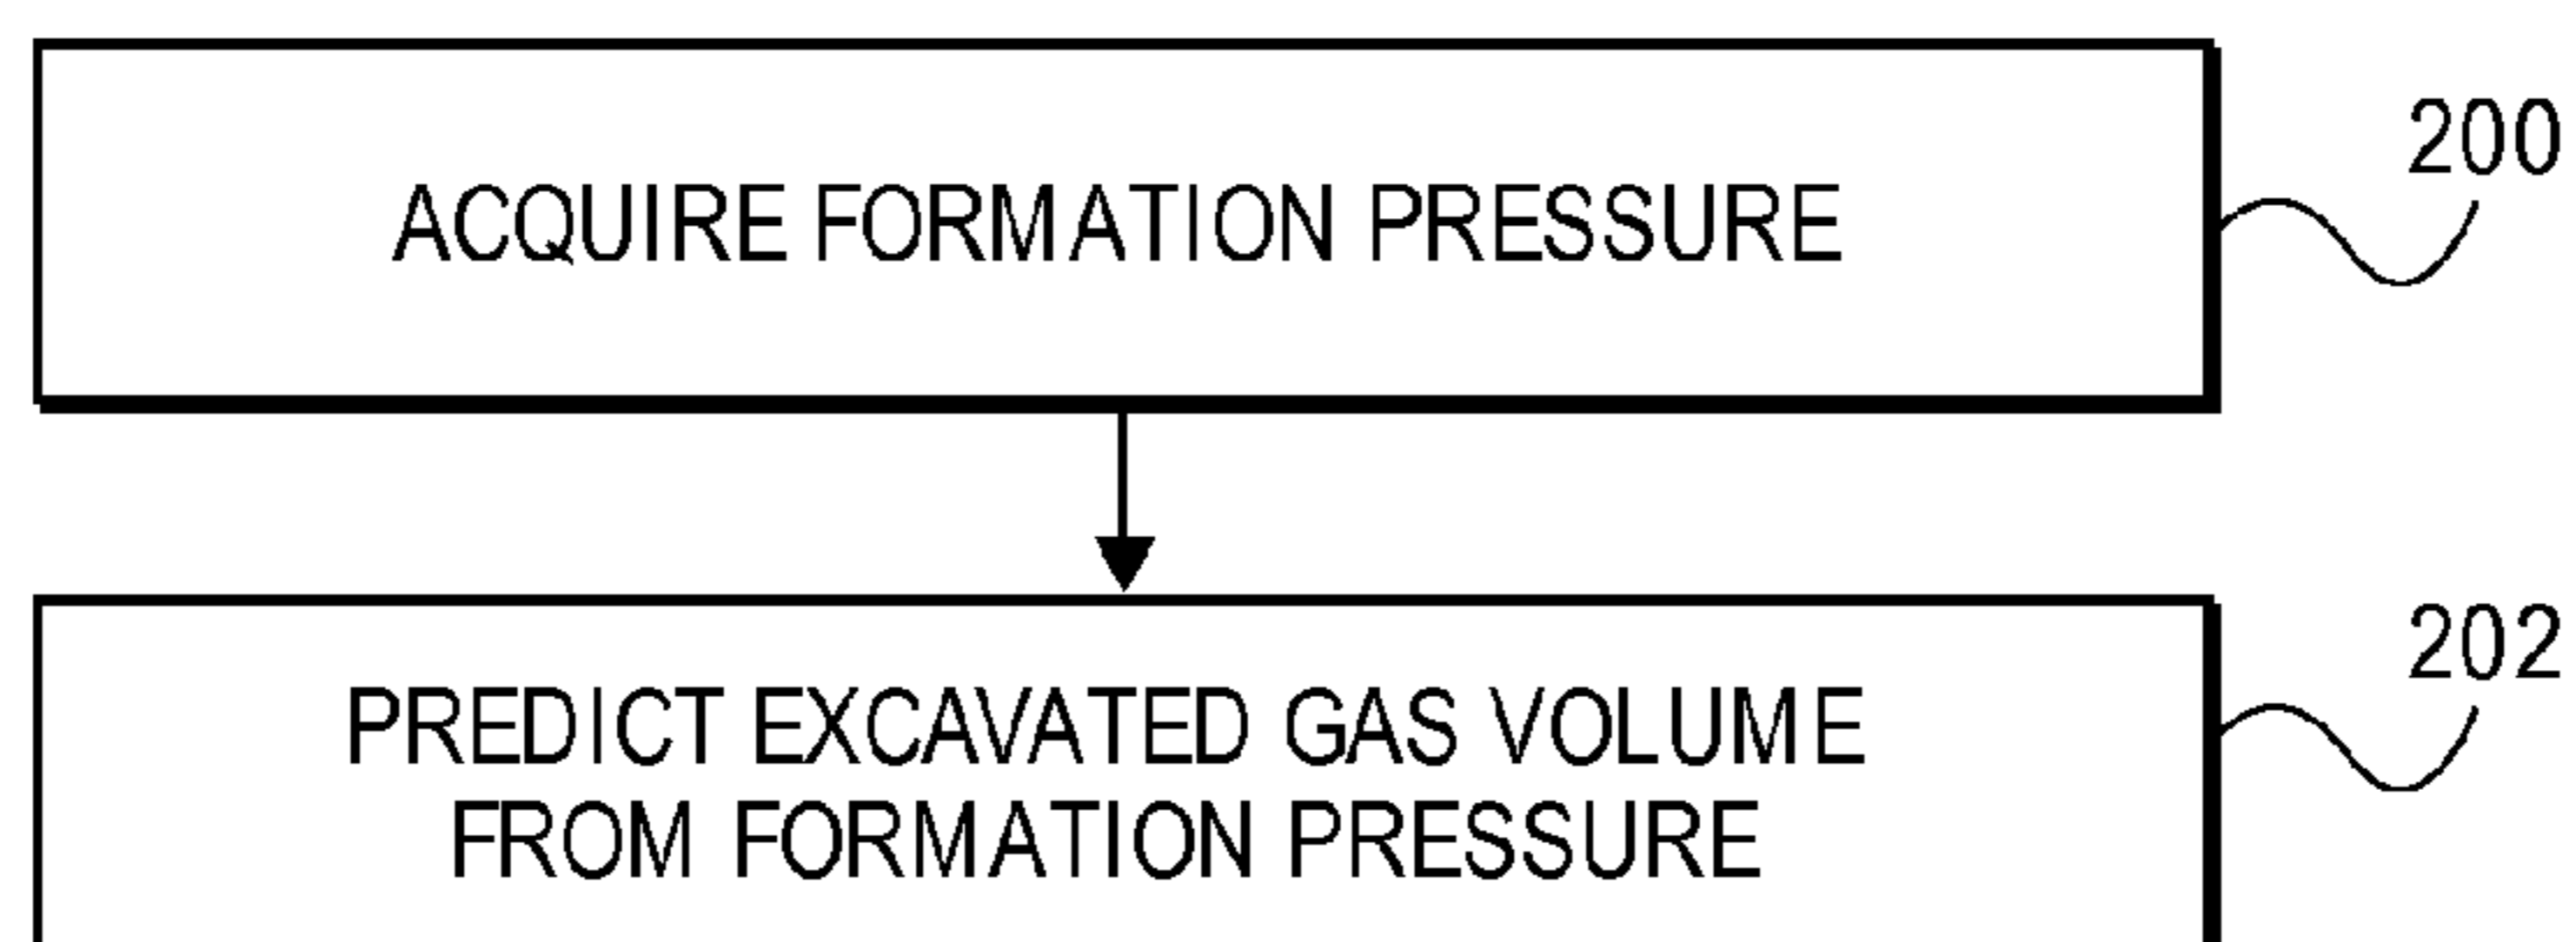 200
ACQUIRE FORMATION PRESSURE
202
PREDICT EXCAVATED GAS VOLUME
FROM FORMATION PRESSURE